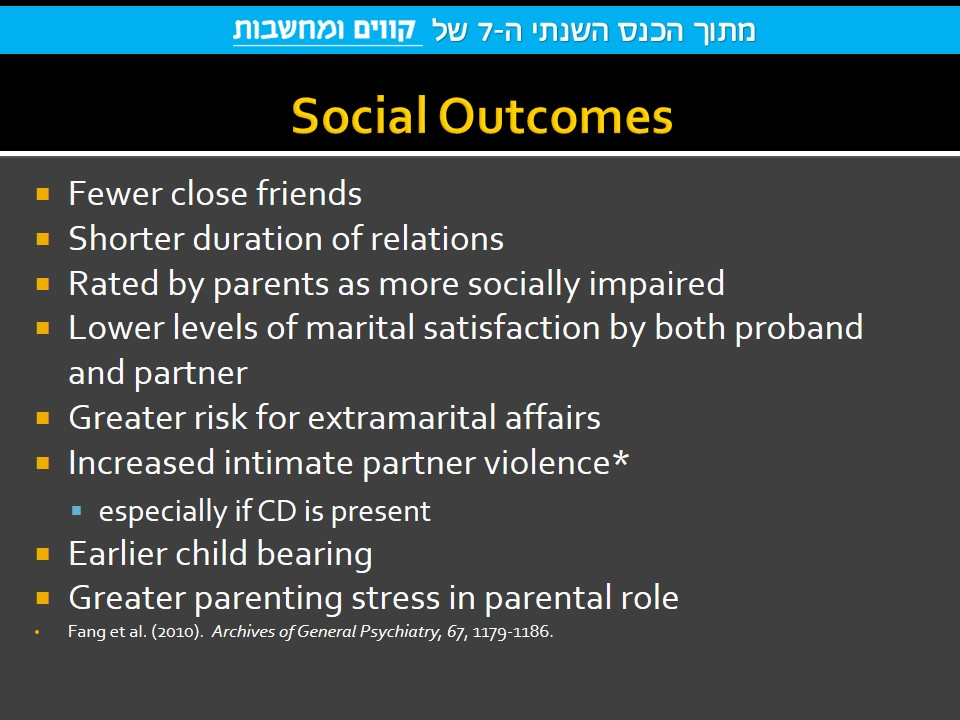 מתוך הכנס השנתי ה-7 של קווים ומחשבות
Social Outcomes
Fewer close friends
Shorter duration of relations
Rated by parents as more socially impaired
Lower levels of marital satisfaction by both proband
and partner
Greater risk for extramarital affairs
Increased intimate partner violence*
especially if CD is present
Earlier child bearing
Greater parenting stress in parental role
Fang et al. (2010). Archives of General Psychiatry, 67, 1179-1186.